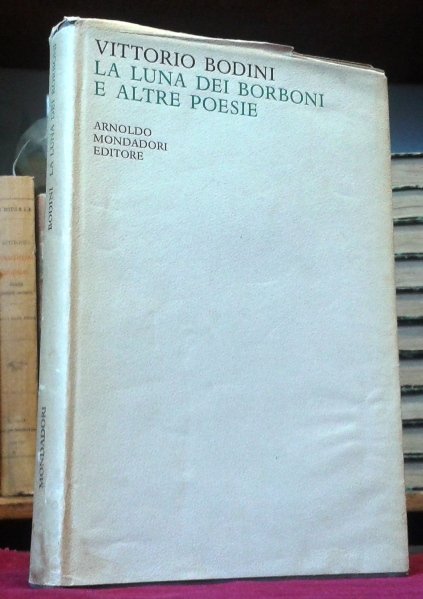 VITTORIO BODINI
LA LUNA DEI BORBONI
E ALTRE POESIE
ARNOLDO
MONDADORI
EDITORE
BODINI LA LUNA DEI BORBONI
MONDADORI